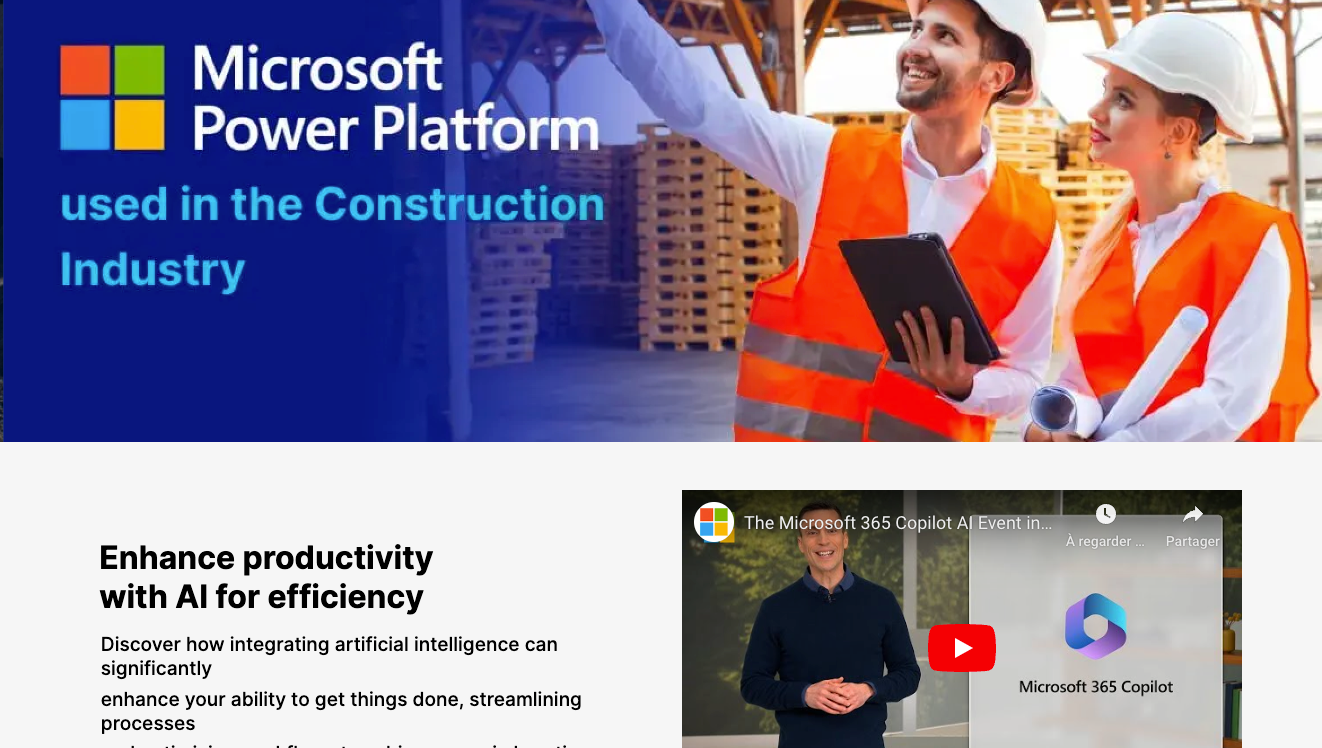 Microsoft
Power Platform
used in the Construction
Industry
Enhance productivity
with AI for efficiency
Discover how integrating artificial intelligence can
significantly
enhance your ability to get things done, streamlining
processes
The Microsoft 365 Copilot AI Event in...
À regarder ...
Partager
Microsoft 365 Copilot